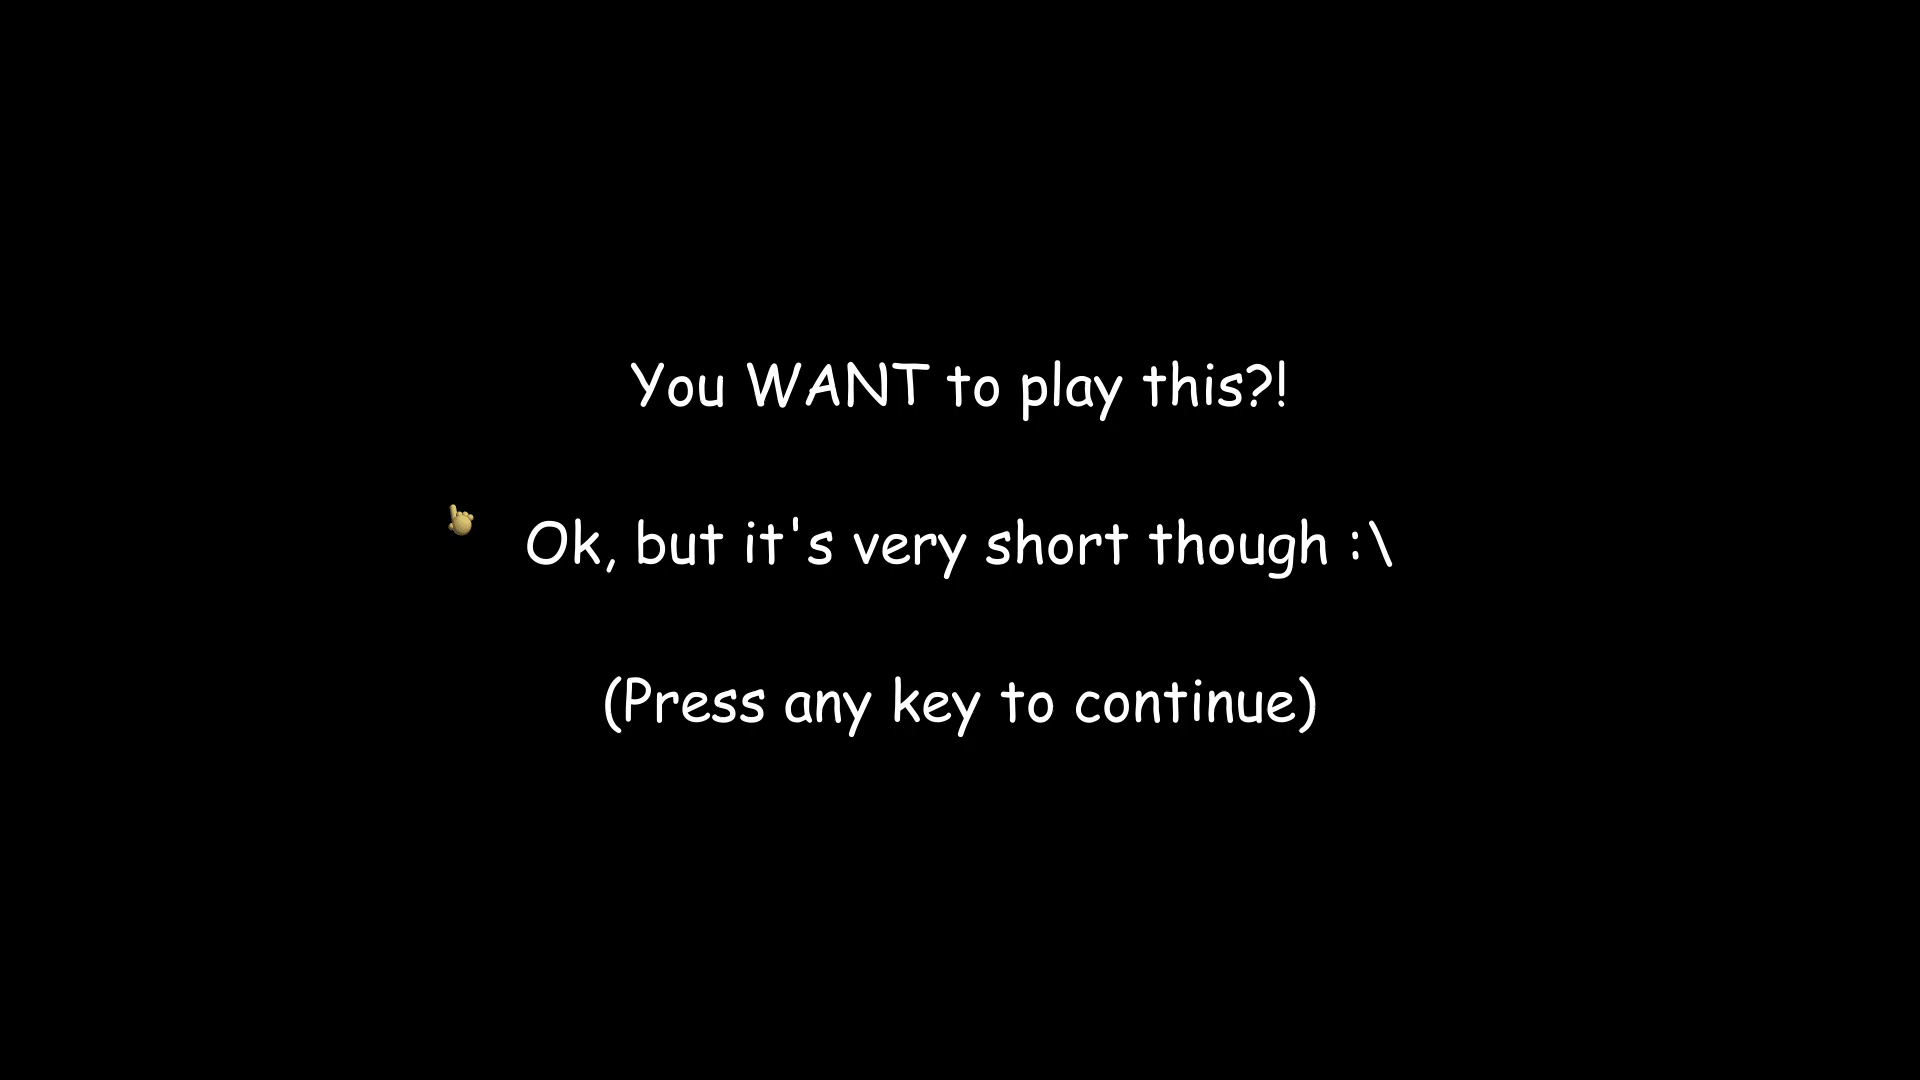 You WANT to play this?!
Ok, but it's very short though :\
(Press any key to continue)